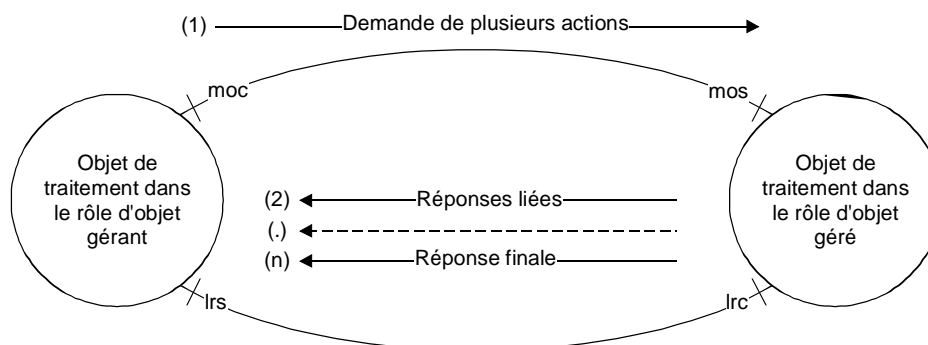 (1) Demande de plusieurs actions
moc
mos
Objet de
traitement dans
le rôle d'objet
gérant
Objet de
traitement dans
le rôle d'objet
géré
(2) Réponses liées
(.)
(n) Réponse finale
lrs
lrc